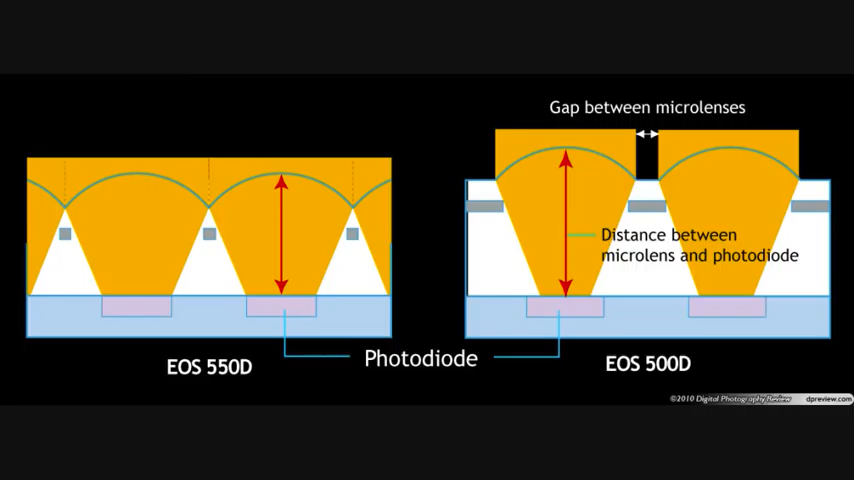 Gap between microlenses
Distance between
microlens and photodiode
Photodiode
EOS 550D
EOS 500D
©2010 Digital Photography Review dpreview.com